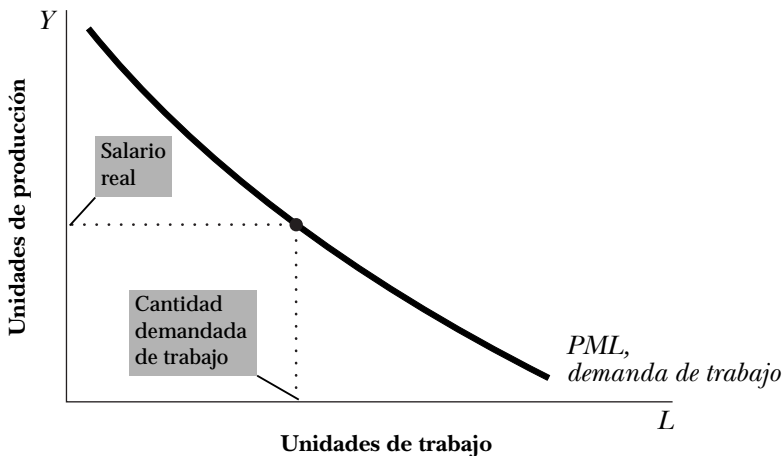 Y
Unidades de producción
Salario
real
Cantidad
demandada
de trabajo
PML,
demanda de trabajo
L
Unidades de trabajo